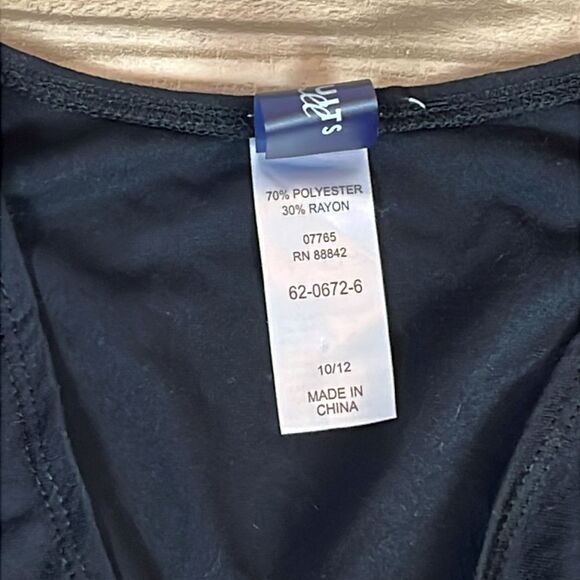 70% POLYESTER
30% RAYON
07765
RN 88842
62-0672-6
10/12
MADE IN
CHINA